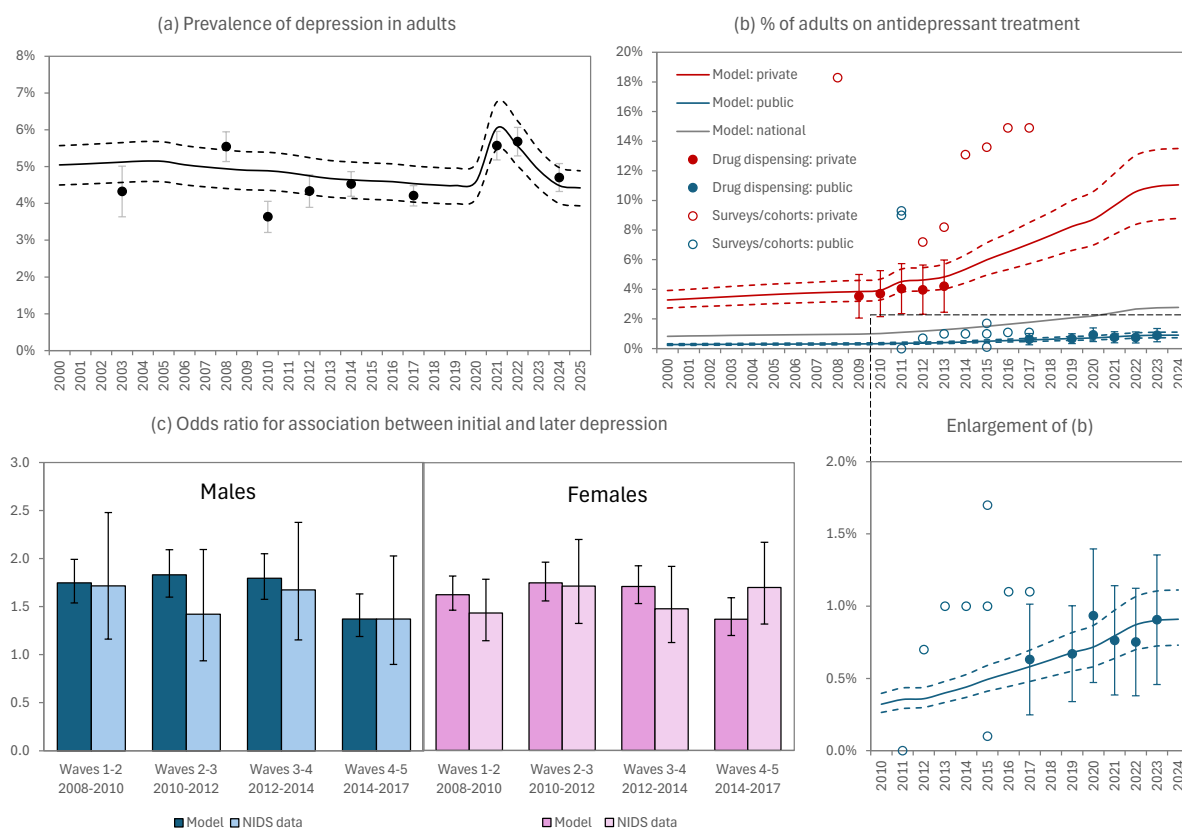 (a) Prevalence of depression in adults
8%
7%
6%
5%
4%
3%
2%
1%
0%
2000 2001 2002 2003 2004 2005 2006 2007 2008 2009 2010 2011 2012 2013 2014 2015 2016 2017 2018 2019 2020 2021 2022 2023 2024 2025
(b) % of adults on antidepressant treatment
20%
18%
16%
14%
12%
10%
8%
6%
4%
2%
0%
Model: private
Model: public
Model: national
Drug dispensing: private
Drug dispensing: public
Surveys/cohorts: private
Surveys/cohorts: public
2000 2001 2002 2003 2004 2005 2006 2007 2008 2009 2010 2011 2012 2013 2014 2015 2016 2017 2018 2019 2020 2021 2022 2023 2024
(c) Odds ratio for association between initial and later depression
3.0
2.5
2.0
1.5
1.0
0.5
0.0
Males
Females
Waves 1-2 Waves 2-3 Waves 3-4 Waves 4-5 Waves 1-2 Waves 2-3 Waves 3-4 Waves 4-5
2008-2010 2010-2012 2012-2014 2014-2017 2008-2010 2010-2012 2012-2014 2014-2017
Model NIDS data Model NIDS data
Enlargement of (b)
2.0%
1.5%
1.0%
0.5%
0.0%
2010 2011 2012 2013 2014 2015 2016 2017 2018 2019 2020 2021 2022 2023 2024